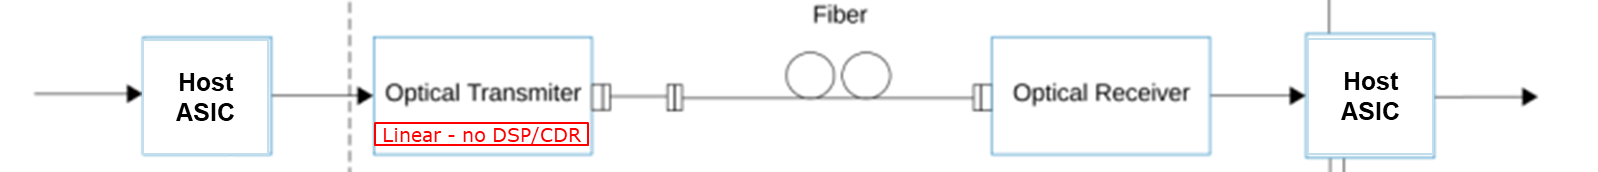 Fiber
Host
ASIC
Optical Transmiter
Linear - no DSP/CDR
Optical Receiver
Host
ASIC